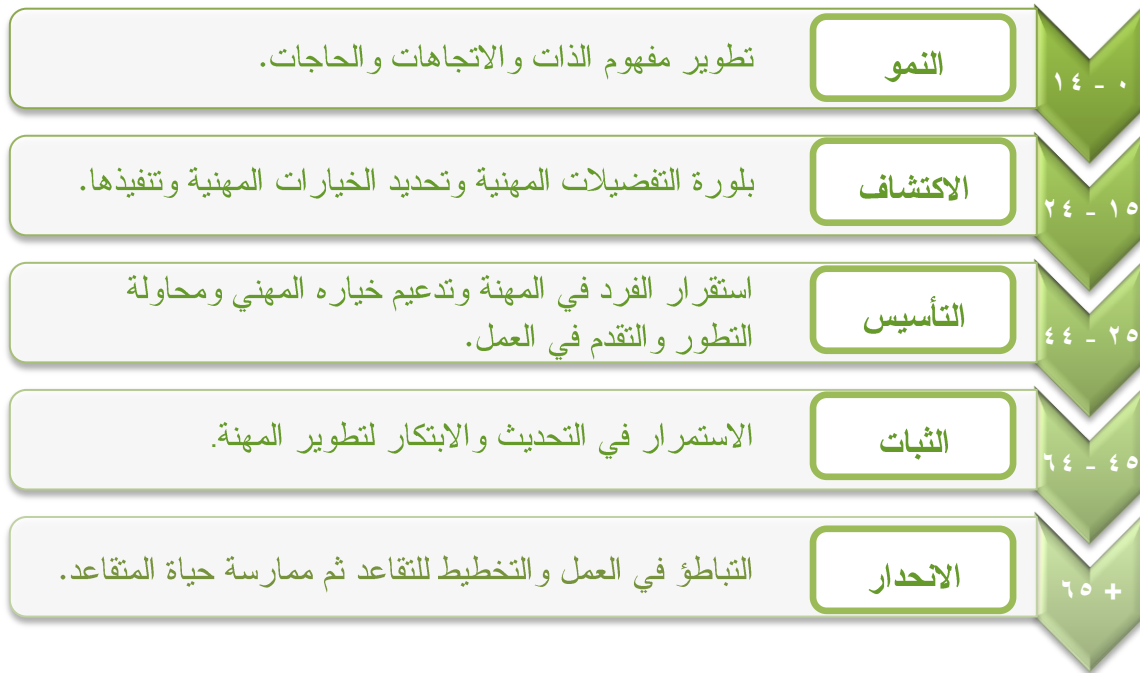 ٠ - ١٤
النمو
تطوير مفهوم الذات والاتجاهات والحاجات.
١٥ - ٢٤
الاكتشاف
بلورة التفضيلات المهنية وتحديد الخيارات المهنية وتنفيذها.
٢٥ - ٤٤
التأسيس
استقرار الفرد في المهنة وتدعيم خياره المهني ومحاولة
التطور والتقدم في العمل.
٤٥ - ٦٤
الثبات
الاستمرار في التحديث والابتكار لتطوير المهنة.
+ ٦٥
الانحدار
التباطؤ في العمل والتخطيط للتقاعد ثم ممارسة حياة المتقاعد.